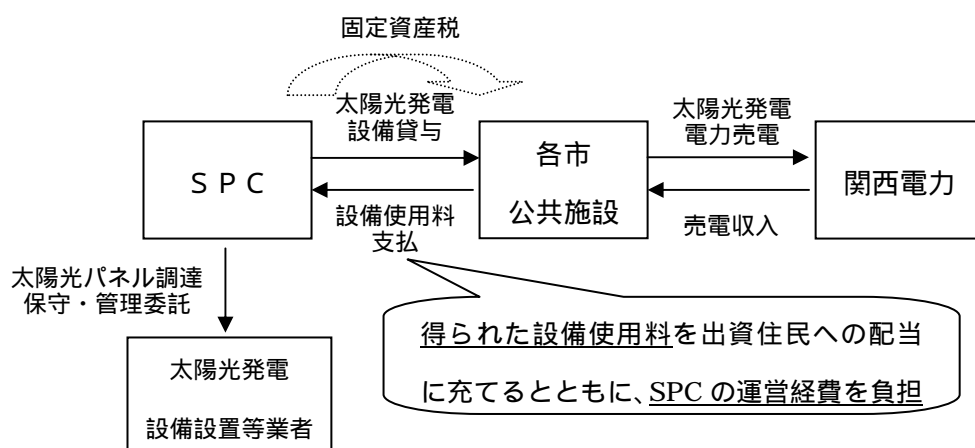 固定資産税
太陽光発電
設備貸与
太陽光発電
電力売電
ＳＰＣ
各市
公共施設
関西電力
設備使用料
支払
売電収入
太陽光パネル調達
保守・管理委託
得られた設備使用料を出資住民への配当
に充てるとともに、SPC の運営経費を負担
太陽光発電
設備設置等業者